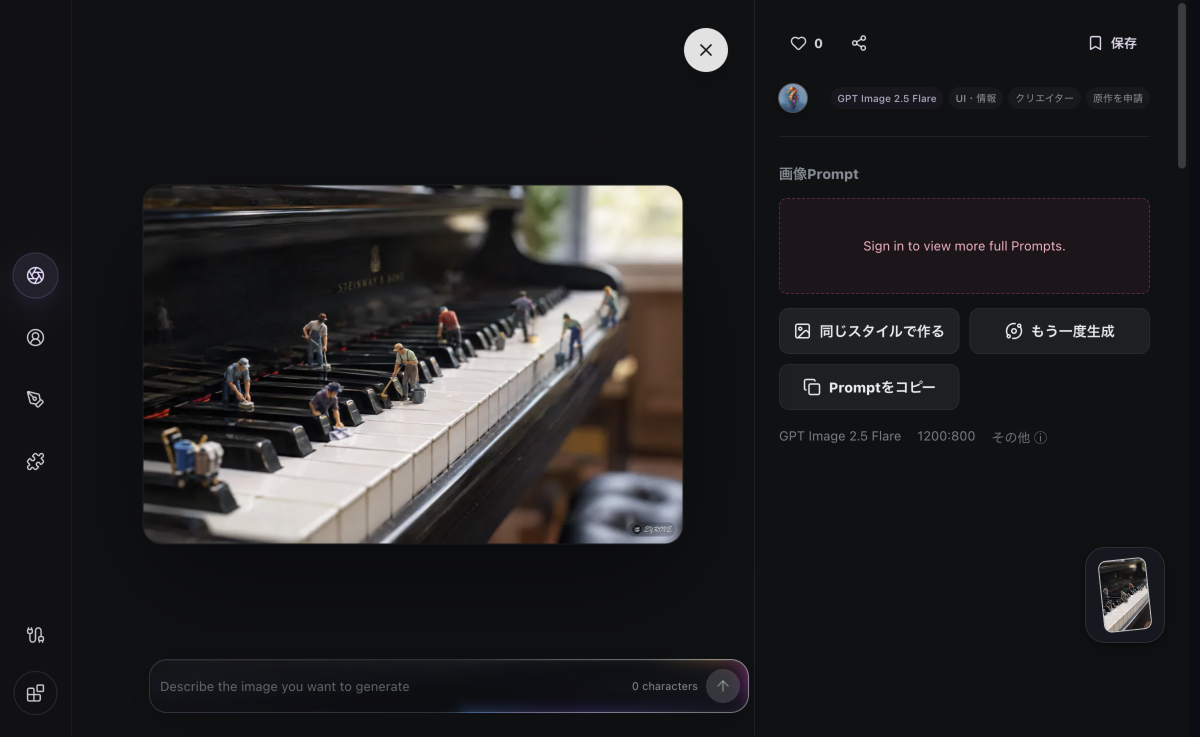 0
保存
GPT Image 2.5 Flare
UI・情報
クリエイター
原作を申請
画像Prompt
Sign in to view more full Prompts.
同じスタイルで作る
もう一度生成
Promptをコピー
GPT Image 2.5 Flare
1200:800
その他
STEINWAY & SONS
Describe the image you want to generate
0 characters